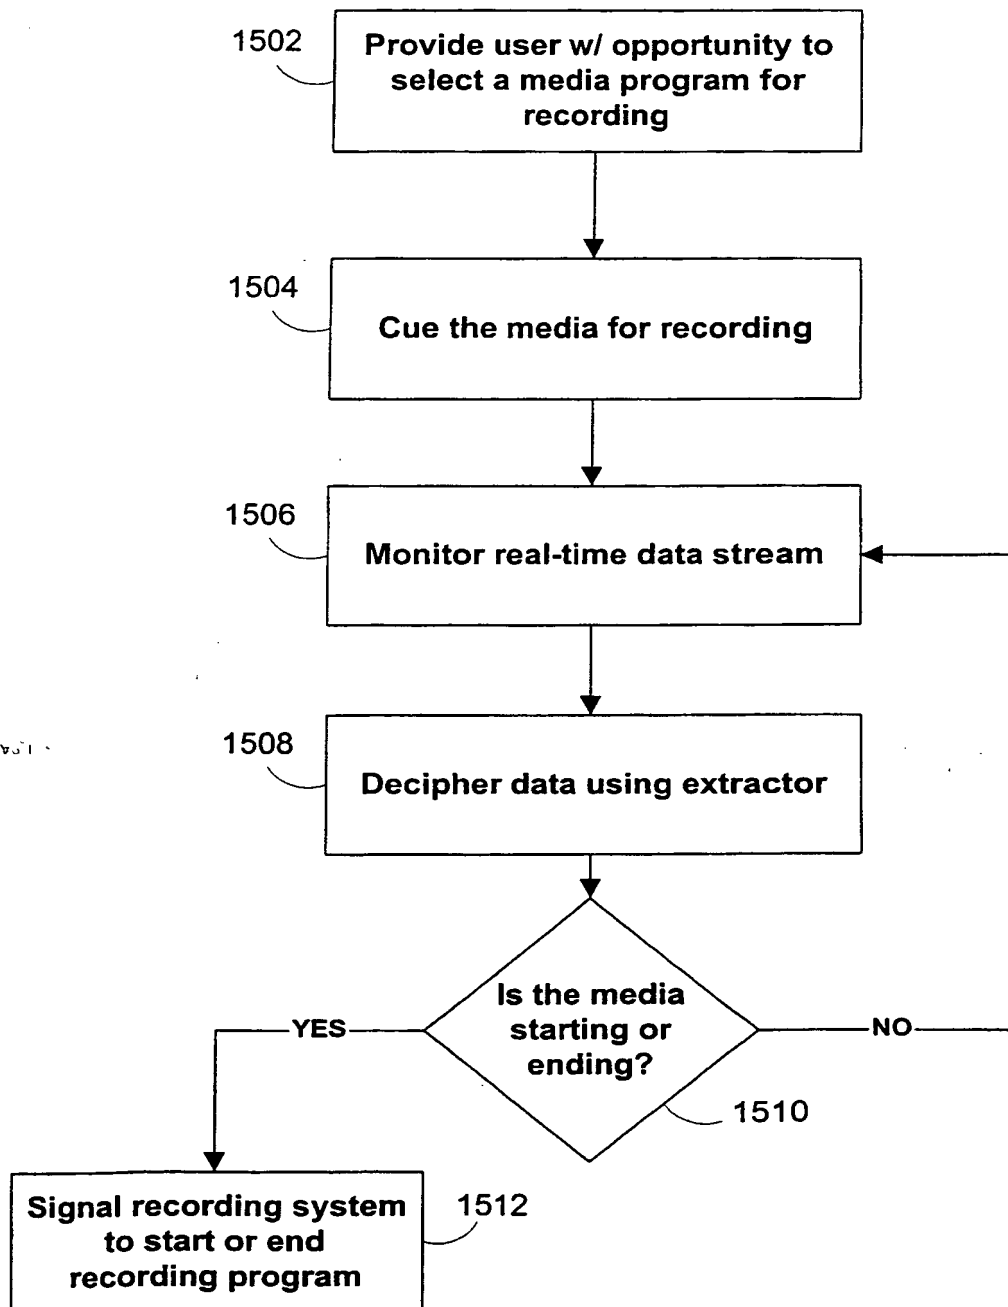 1502
Provide user w/ opportunity to
select a media program for
recording
1504
Cue the media for recording
1506
Monitor real-time data stream
1508
Decipher data using extractor
Is the media
starting or
ending?
YES
NO
1510
Signal recording system
to start or end
recording program
1512